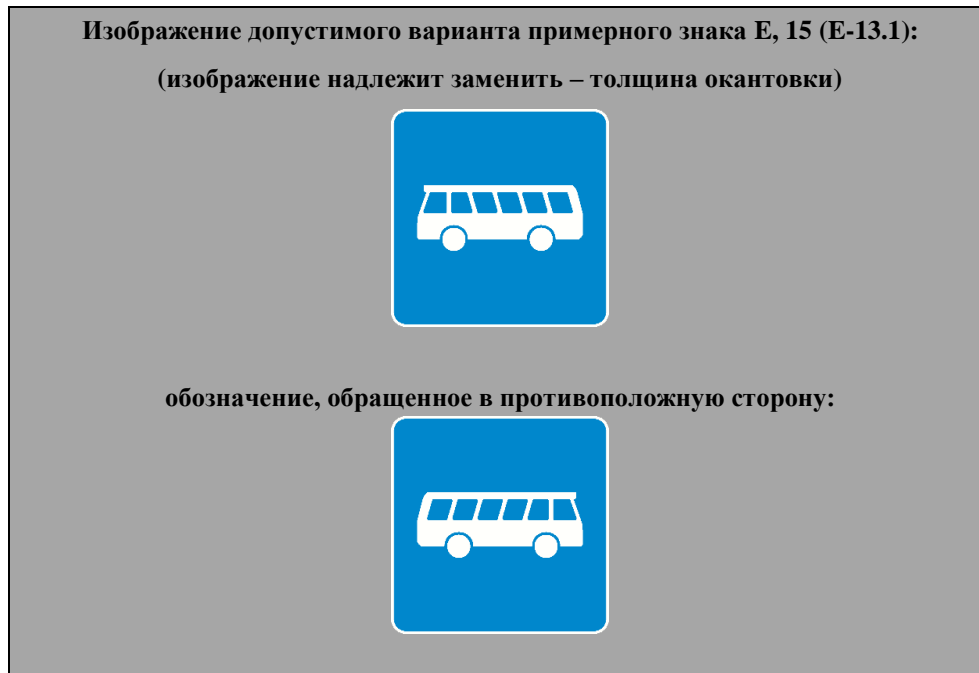 Изображение допустимого варианта примерного знака E, 15 (E-13.1):
(изображение надлежит заменить – толщина окантовки)
обозначение, обращенное в противоположную сторону: